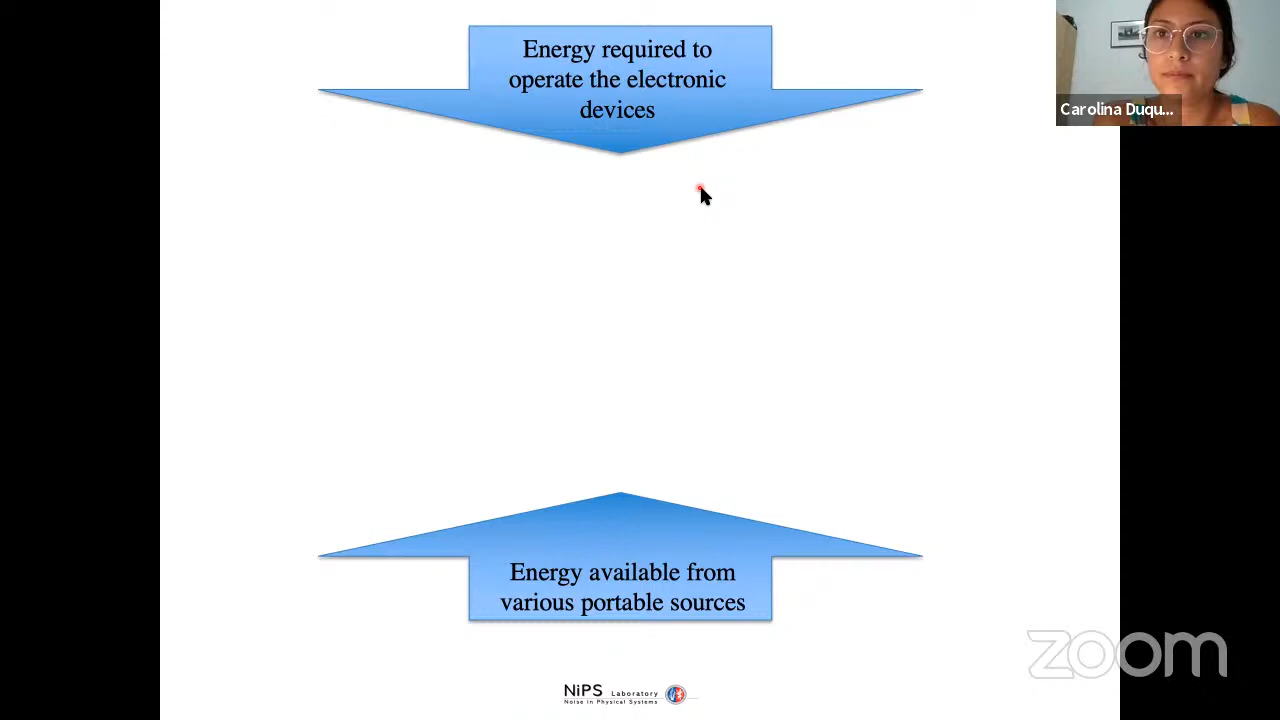 Energy required to
operate the electronic
devices
Carolina Duqu...
Energy available from
various portable sources
zoom
NiPS Laboratory
Noise in Physical Systems